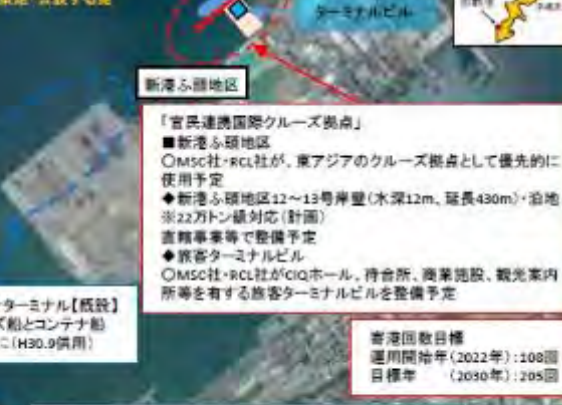 ターミナルビル
新港ふ頭地区
「官民連携国際クルーズ拠点」
■新港ふ頭地区
〇MSC社・RCL社が、東アジアのクルーズ拠点として優先的に
使用予定
◆新港ふ頭地区12～13号岸壁(水深12m、延長430m)・泊地
※22万トン級対応(計画)
直轄事業等で整備予定
◆旅客ターミナルビル
〇MSC社・RCL社がCIQホール、待合所、商業施設、観光案内
所等を有する旅客ターミナルビルを整備予定
ターミナル【既設】
ズ船とコンテナ船
に(H30.9供用)
寄港回数目標
運用開始年(2022年):108回
目標年 (2030年):205回